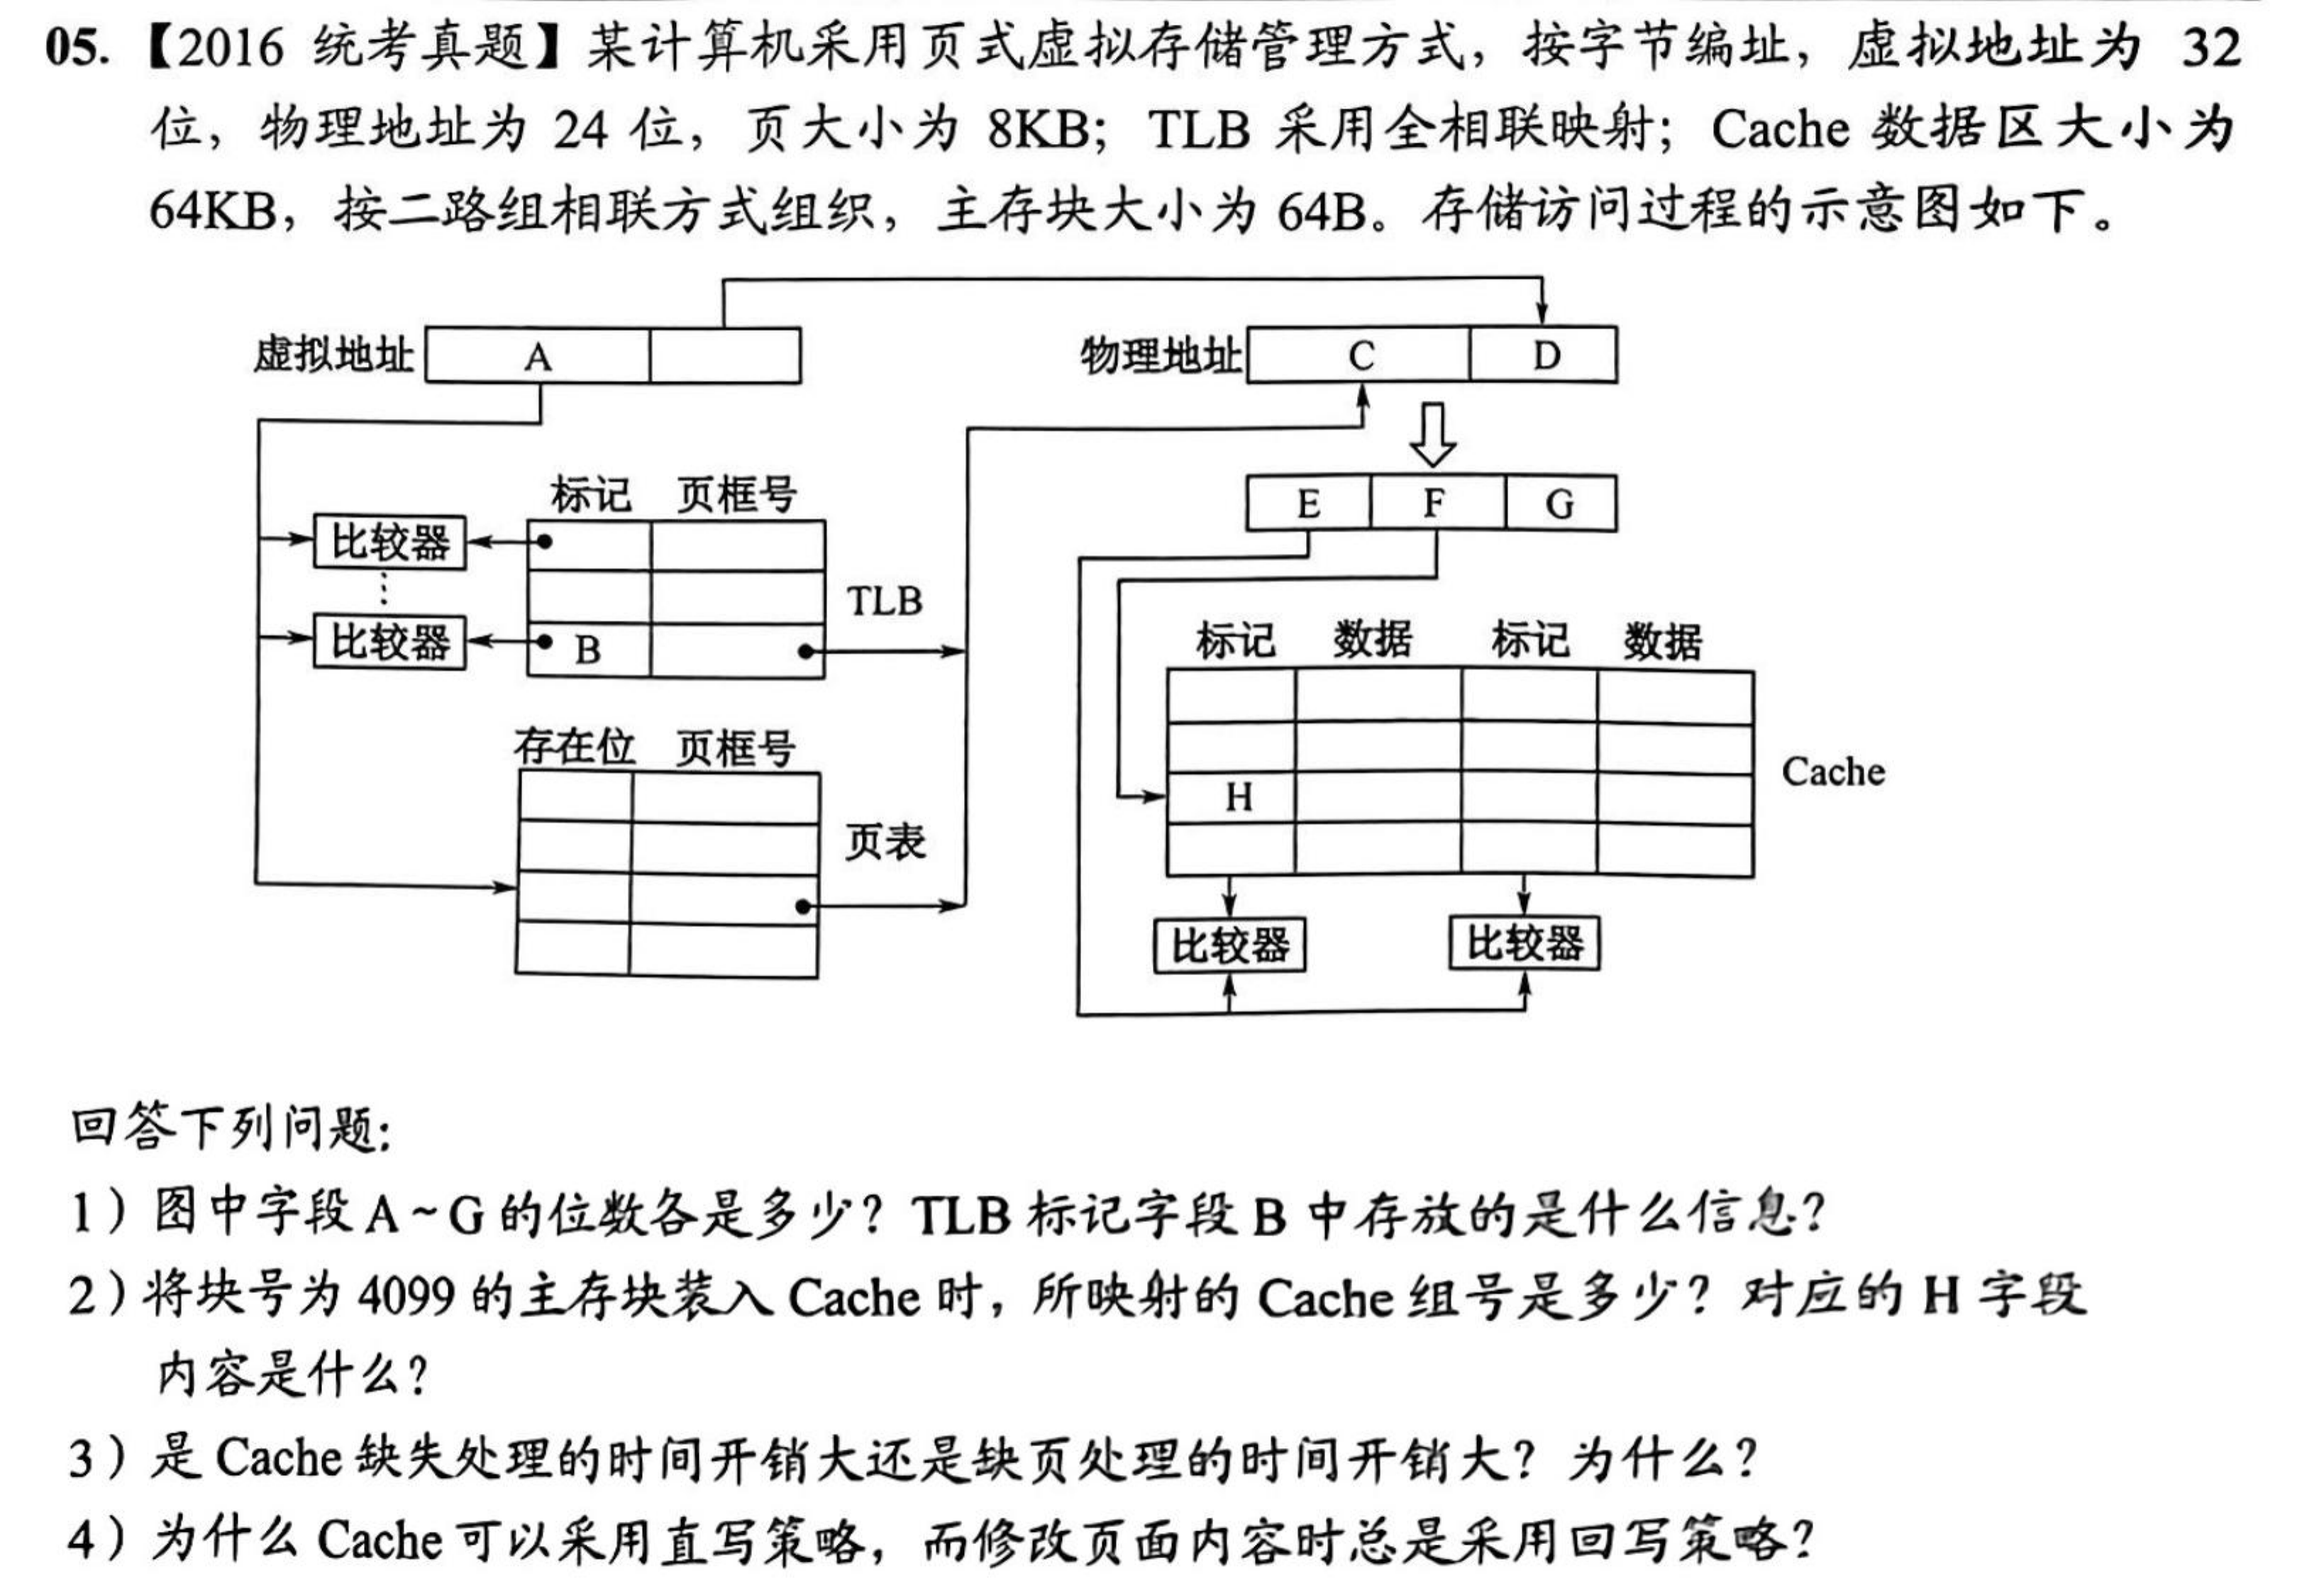 05.【2016 统考真题】某计算机采用页式虚拟存储管理方式，按字节编址，虚拟地址为 32
位，物理地址为 24 位，页大小为 8KB；TLB 采用全相联映射；Cache 数据区大小为
64KB，按二路组相联方式组织，主存块大小为 64B。存储访问过程的示意图如下。
虚拟地址 A
物理地址 C D
E F G
标记 页框号
比较器
⋮
比较器
B
TLB
存在位 页框号
页表
标记 数据 标记 数据
H
Cache
比较器 比较器
回答下列问题：
1）图中字段 A ~ G 的位数各是多少？TLB 标记字段 B 中存放的是什么信息？
2）将块号为 4099 的主存块装入 Cache 时，所映射的 Cache 组号是多少？对应的 H 字段
内容是什么？
3）是 Cache 缺失处理的时间开销大还是缺页处理的时间开销大？为什么？
4）为什么 Cache 可以采用直写策略，而修改页面内容时总是采用回写策略？